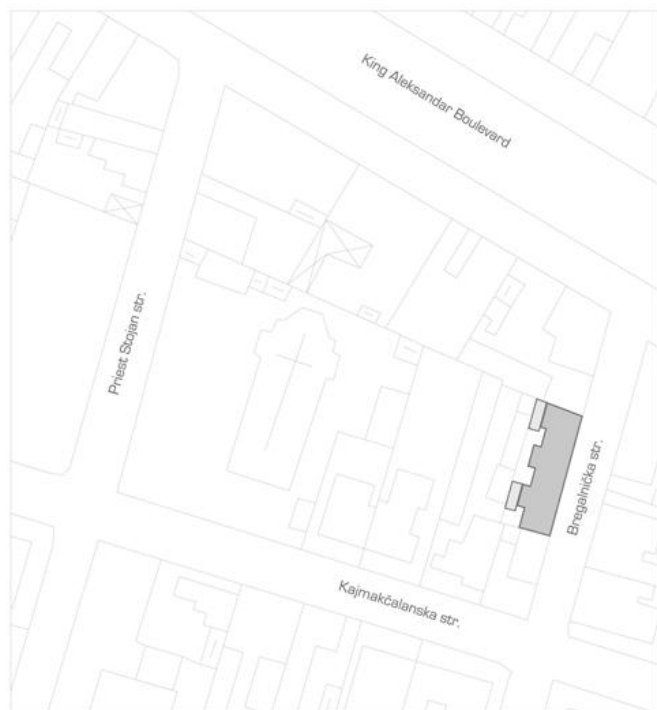 King Aleksandar Boulevard
Priest Stojan str.
Bregalnička str.
Kajmakčalanska str.